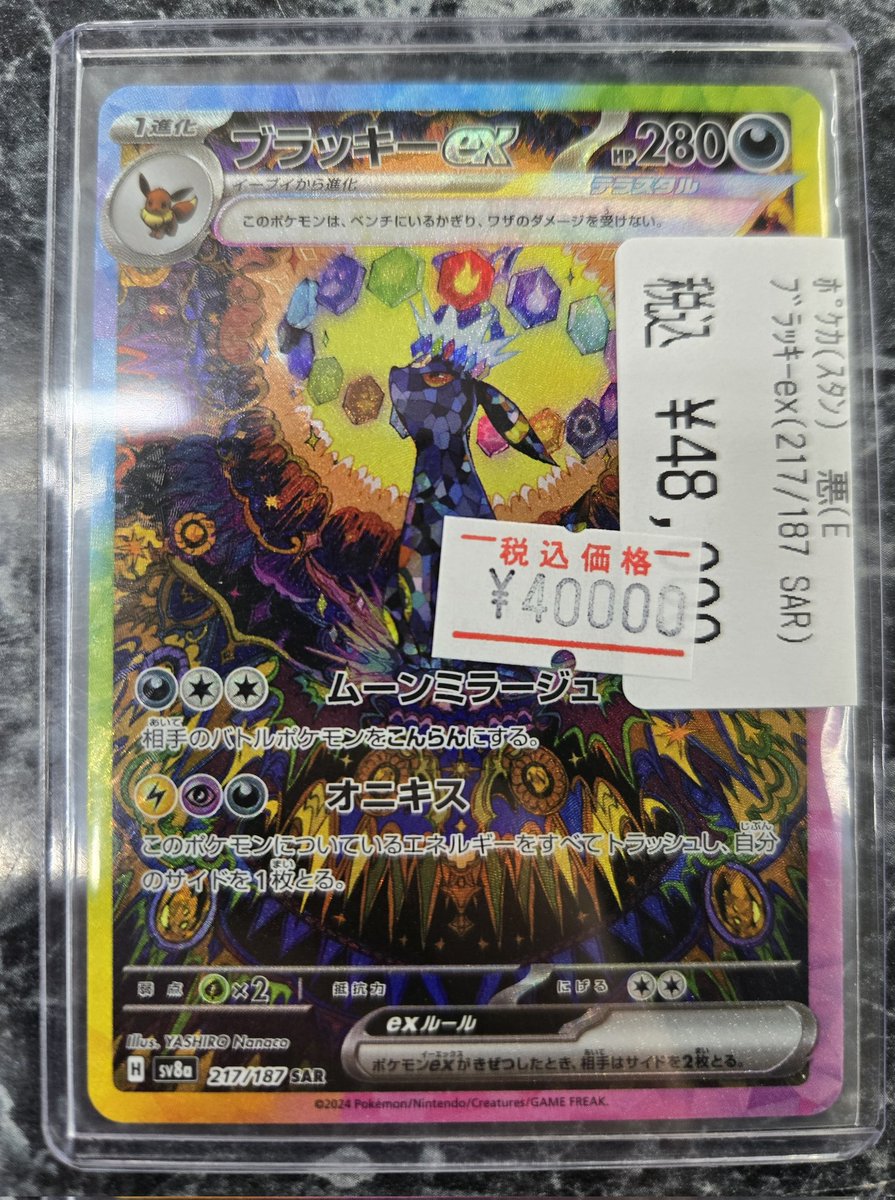 1進化
ブラッキーex
HP280
イーブイから進化
テラスタル
このポケモンは、ベンチにいるかぎり、ワザのダメージを受けない。
ポケカ(スタン) 悪(E
ブラッキーex(217/187 SAR)
税込 ¥48,
税込価格
¥40000
ムーンミラージュ
相手のバトルポケモンをこんらんにする。
オニキス
このポケモンについているエネルギーをすべてトラッシュし、自分
のサイドを1枚とる。
弱点 ×2 抵抗力 にげる
exルール
ポケモンexがきぜつしたとき、相手はサイドを2枚とる。
Illus. YASHIRO Nanaco
H sv8a 217/187 SAR
©2024 Pokémon/Nintendo/Creatures/GAME FREAK.